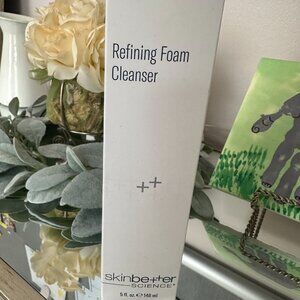 Refining Foam
Cleanser
++
skinbetter
SCIENCE®
5 fl. oz. ℮ 148 ml